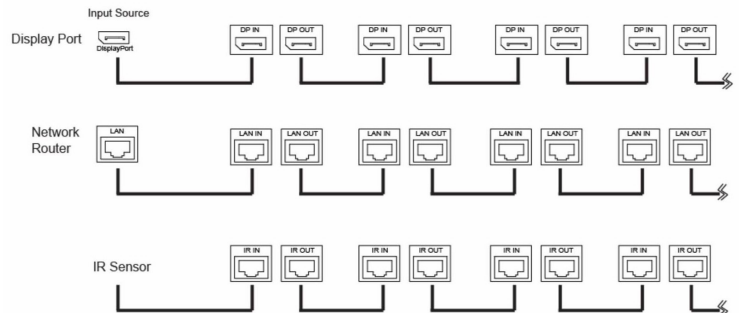 Input Source
Display Port
DisplayPort
DP IN DP OUT DP IN DP OUT DP IN DP OUT DP IN DP OUT
Network
Router
LAN
LAN IN LAN OUT LAN IN LAN OUT LAN IN LAN OUT LAN IN LAN OUT
IR Sensor
IR IN IR OUT IR IN IR OUT IR IN IR OUT IR IN IR OUT